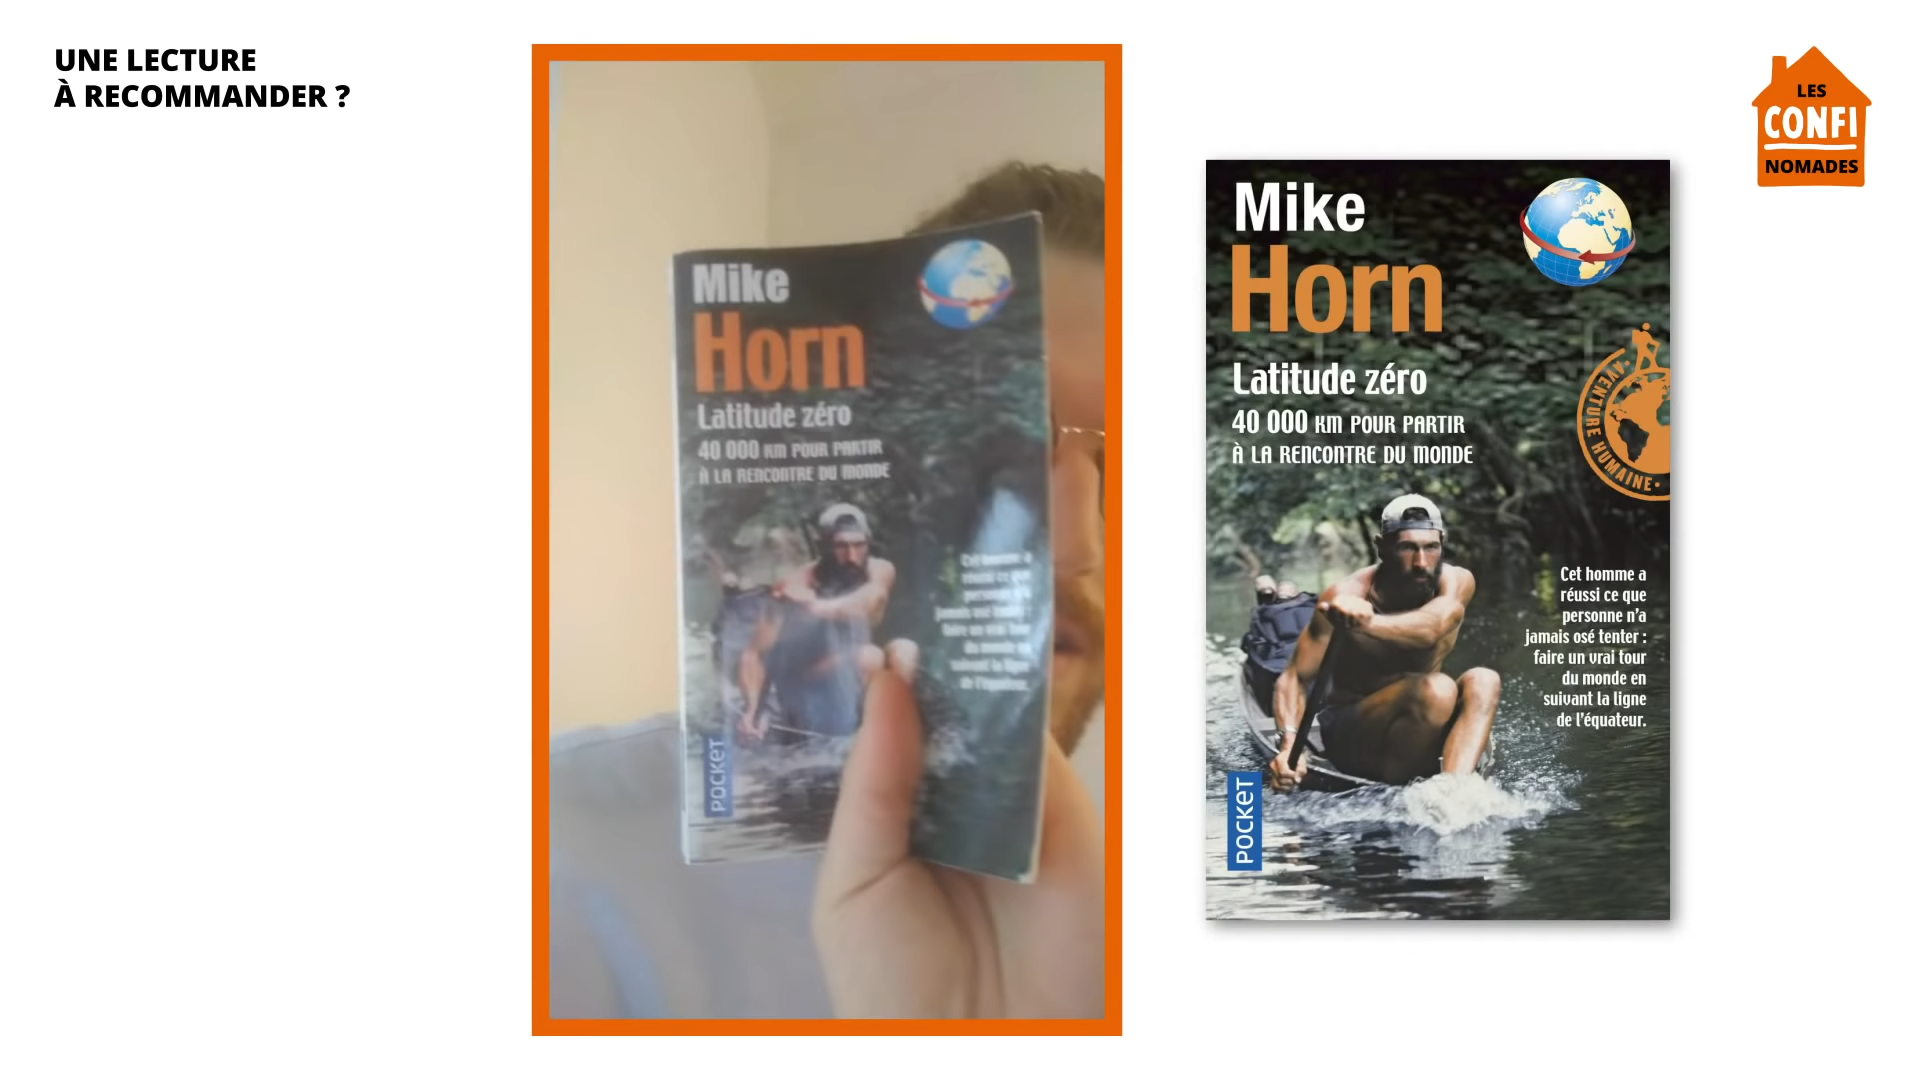 UNE LECTURE
À RECOMMANDER ?
Mike
Horn
Latitude zéro
40 000 KM POUR PARTIR
À LA RENCONTRE DU MONDE
POCKET
Mike
Horn
Latitude zéro
40 000 KM POUR PARTIR
À LA RENCONTRE DU MONDE
• AVENTURE HUMAINE •
Cet homme a
réussi ce que
personne n'a
jamais osé tenter :
faire un vrai tour
du monde en
suivant la ligne
de l'équateur.
POCKET
LES
CONFI
NOMADES